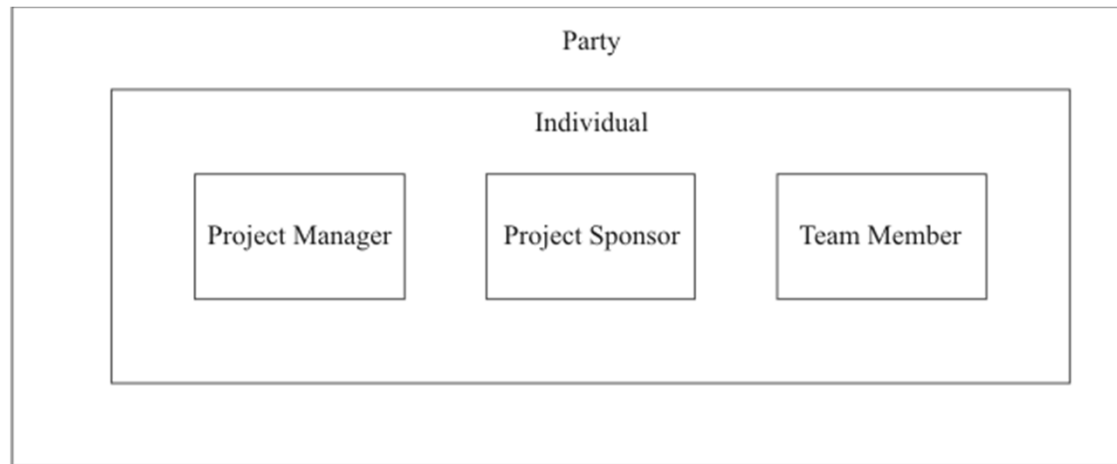 Party
Individual
Project Manager
Project Sponsor
Team Member